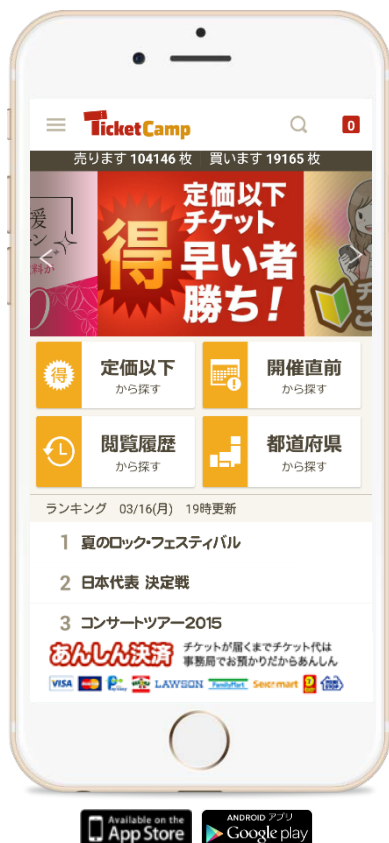 TicketCamp
0
売ります 104146 枚 買います 19165 枚
定価以下
チケット
得 早い者
勝ち!
得 定価以下
から探す
開催直前
から探す
閲覧履歴
から探す
都道府県
から探す
ランキング 03/16(月) 19時更新
1 夏のロック・フェスティバル
2 日本代表 決定戦
3 コンサートツアー2015
あんしん決済 チケットが届くまでチケット代は
事務局でお預かりだからあんしん
VISA LAWSON FamilyMart Seicomart
Available on the
App Store
ANDROID アプリ
Google play